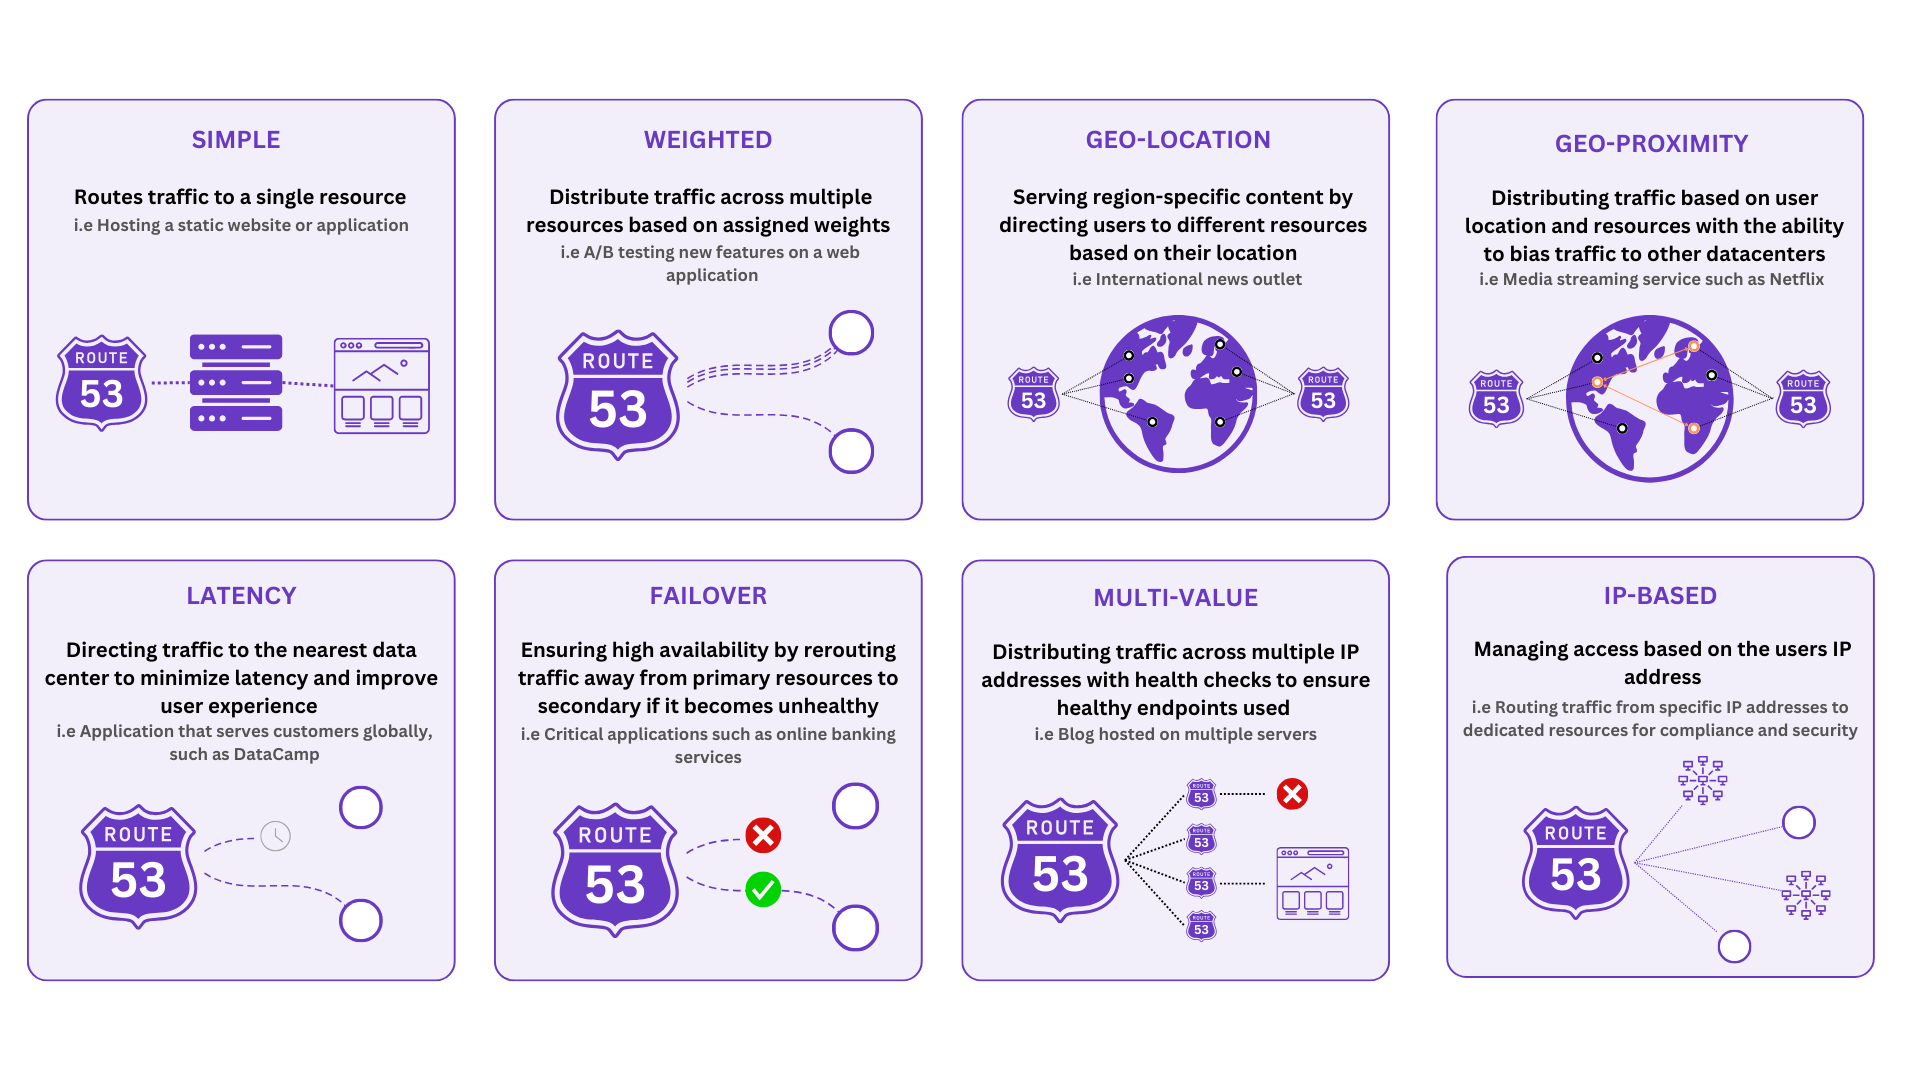 SIMPLE
Routes traffic to a single resource
i.e Hosting a static website or application
ROUTE
53
WEIGHTED
Distribute traffic across multiple
resources based on assigned weights
i.e A/B testing new features on a web
application
ROUTE
53
GEO-LOCATION
Serving region-specific content by
directing users to different resources
based on their location
i.e International news outlet
ROUTE
53
ROUTE
53
GEO-PROXIMITY
Distributing traffic based on user
location and resources with the ability
to bias traffic to other datacenters
i.e Media streaming service such as Netflix
ROUTE
53
ROUTE
53
LATENCY
Directing traffic to the nearest data
center to minimize latency and improve
user experience
i.e Application that serves customers globally,
such as DataCamp
ROUTE
53
FAILOVER
Ensuring high availability by rerouting
traffic away from primary resources to
secondary if it becomes unhealthy
i.e Critical applications such as online banking
services
ROUTE
53
MULTI-VALUE
Distributing traffic across multiple IP
addresses with health checks to ensure
healthy endpoints used
i.e Blog hosted on multiple servers
ROUTE
53
ROUTE
53
ROUTE
53
ROUTE
53
ROUTE
53
IP-BASED
Managing access based on the users IP
address
i.e Routing traffic from specific IP addresses to
dedicated resources for compliance and security
ROUTE
53